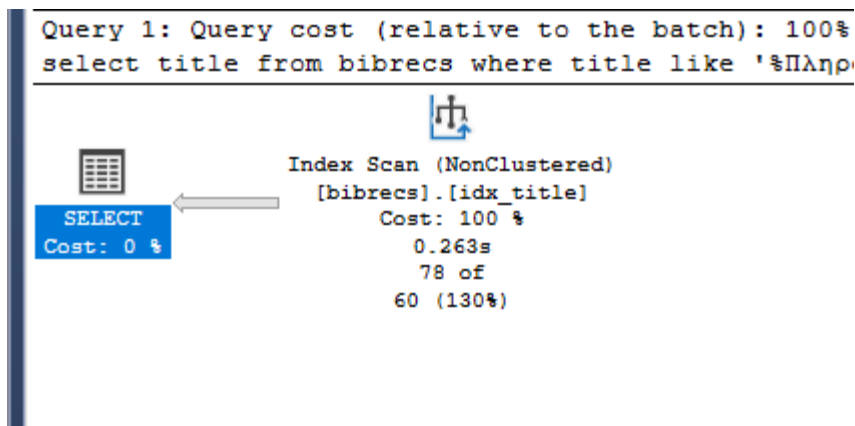 Query 1: Query cost (relative to the batch): 100%
select title from bibrecs where title like '%
Index Scan (NonClustered)
[bibrecs].[idx_title]
Cost: 100 %
0.263s
78 of
60 (130%)
SELECT
Cost: 0 %